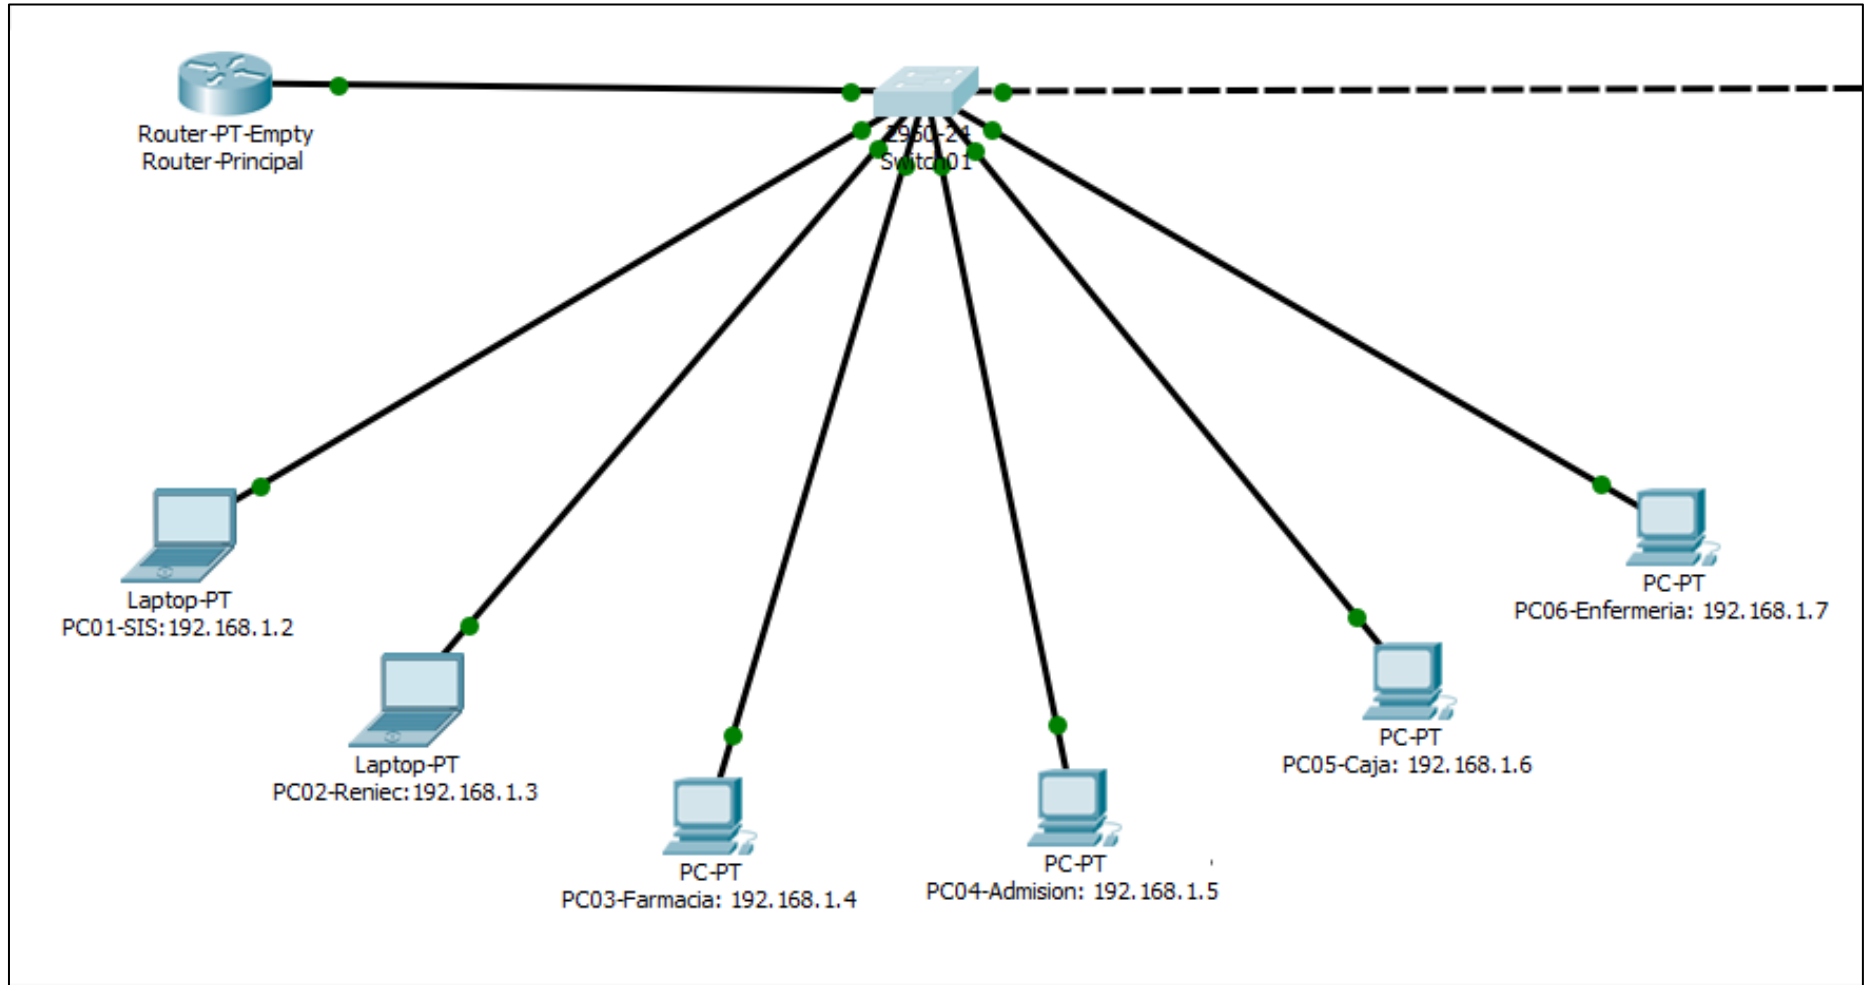 Router-PT-Empty
Router-Principal
2950-24
Switch01
Laptop-PT
PC01-SIS:192.168.1.2
Laptop-PT
PC02-Reniec:192.168.1.3
PC-PT
PC03-Farmacia: 192.168.1.4
PC-PT
PC04-Admision: 192.168.1.5
PC-PT
PC05-Caja: 192.168.1.6
PC-PT
PC06-Enfermeria: 192.168.1.7